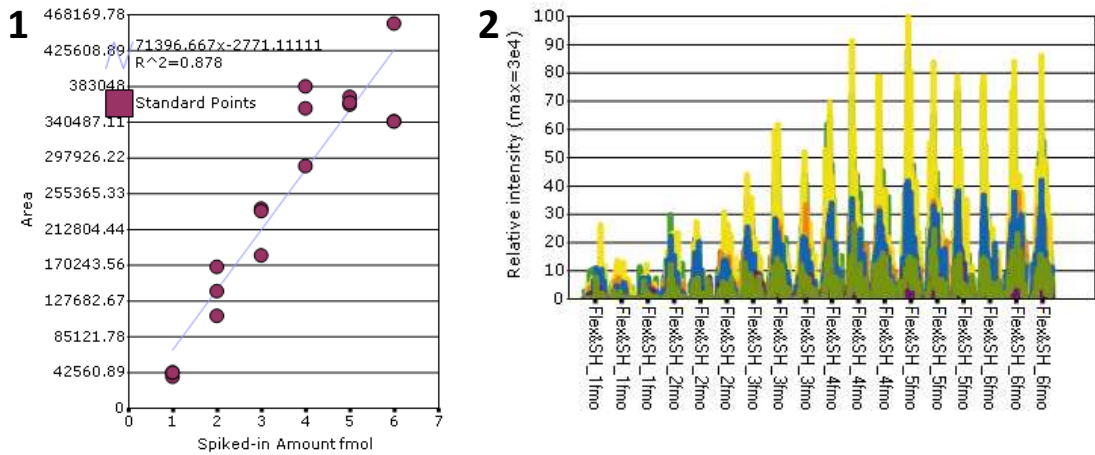 1
468169.78
425608.89
383048
340487.11
297926.22
255365.33
212804.44
170243.56
127682.67
85121.78
42560.89
0
Area
71396.667x-2771.11111
R^2=0.878
Standard Points
0 1 2 3 4 5 6 7
Spiked-in Amount fmol
2
Relative intensity (max=3e4)
100
90
80
70
60
50
40
30
20
10
0
Flex&SH_1fmo
Flex&SH_1fmo
Flex&SH_1fmo
Flex&SH_2fmo
Flex&SH_2fmo
Flex&SH_2fmo
Flex&SH_3fmo
Flex&SH_3fmo
Flex&SH_3fmo
Flex&SH_4fmo
Flex&SH_4fmo
Flex&SH_4fmo
Flex&SH_5fmo
Flex&SH_5fmo
Flex&SH_5fmo
Flex&SH_6fmo
Flex&SH_6fmo
Flex&SH_6fmo